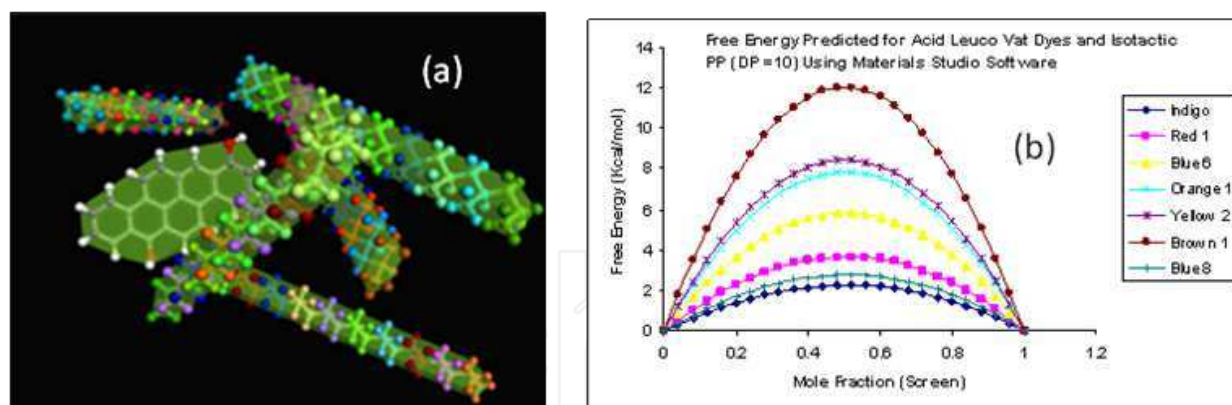 (a)
Free Energy Predicted for Acid Leuco Vat Dyes and Isotactic
PP (DP =10) Using Materials Studio Software
(b)
Free Energy (Kcal/mol)
14
12
10
8
6
4
2
0
0 0.2 0.4 0.6 0.8 1 1.2
Mole Fraction (Screen)
Indigo
Red 1
Blue 6
Orange 1
Yellow 2
Brown 1
Blue 8